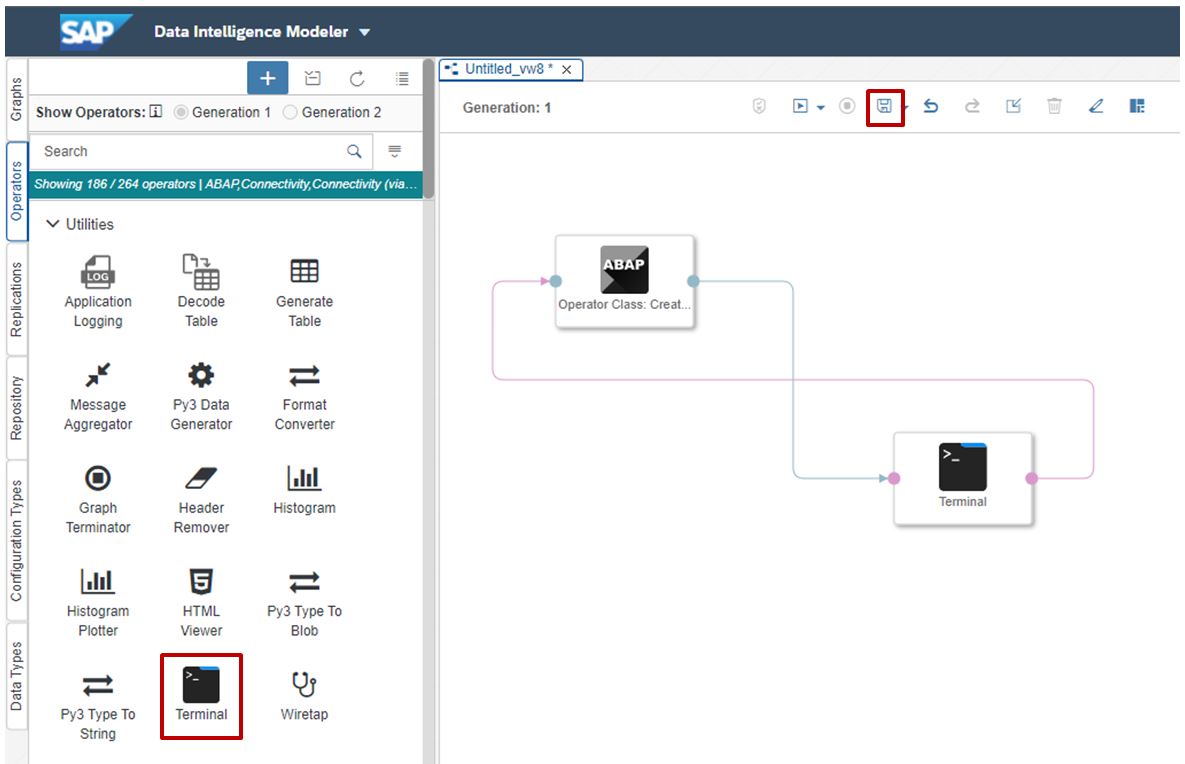 SAP Data Intelligence Modeler
Graphs
Operators
Replications
Repository
Configuration Types
Data Types
Show Operators: i Generation 1 Generation 2
Search
Showing 186 / 264 operators | ABAP,Connectivity,Connectivity (via…
Utilities
LOG
Application
Logging
Decode
Table
Generate
Table
Message
Aggregator
Py3 Data
Generator
Format
Converter
Graph
Terminator
Header
Remover
Histogram
Histogram
Plotter
5
HTML
Viewer
Py3 Type To
Blob
Py3 Type To
String
>_
Terminal
Wiretap
Untitled_vw8 * ×
Generation: 1
ABAP
Operator Class: Creat...
>_
Terminal